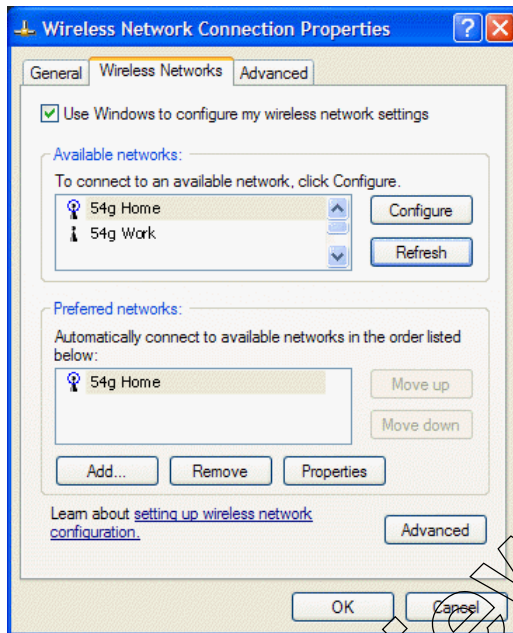 Wireless Network Connection Properties
General Wireless Networks Advanced
Use Windows to configure my wireless network settings
Available networks:
To connect to an available network, click Configure.
54g Home
54g Work
Configure
Refresh
Preferred networks:
Automatically connect to available networks in the order listed
below:
54g Home
Move up
Move down
Add... Remove Properties
Learn about setting up wireless network
configuration.
Advanced
OK Cancel